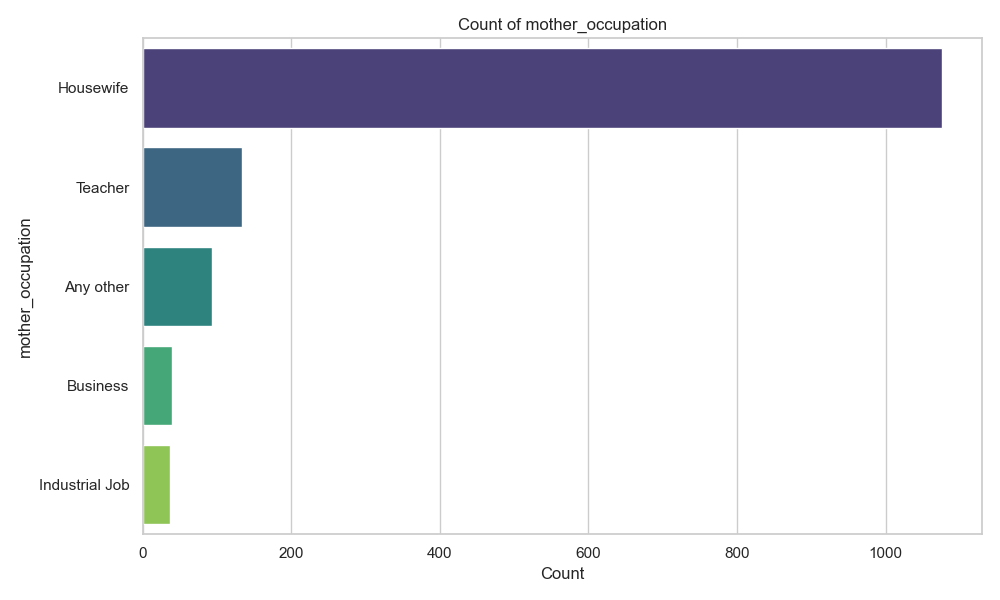 Count of mother_occupation
mother_occupation
Housewife
Teacher
Any other
Business
Industrial Job
0 200 400 600 800 1000
Count